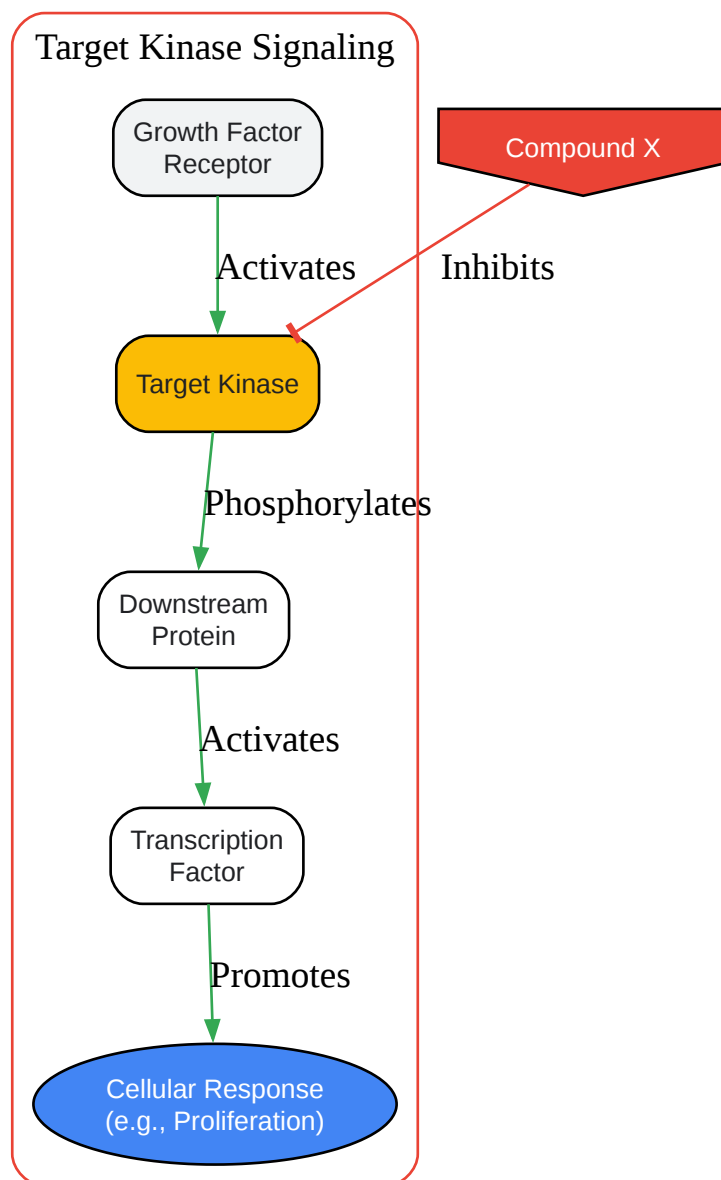 Target Kinase Signaling
Growth Factor
Receptor
Compound X
Activates
Inhibits
Target Kinase
Phosphorylates
Downstream
Protein
Activates
Transcription
Factor
Promotes
Cellular Response
(e.g., Proliferation)